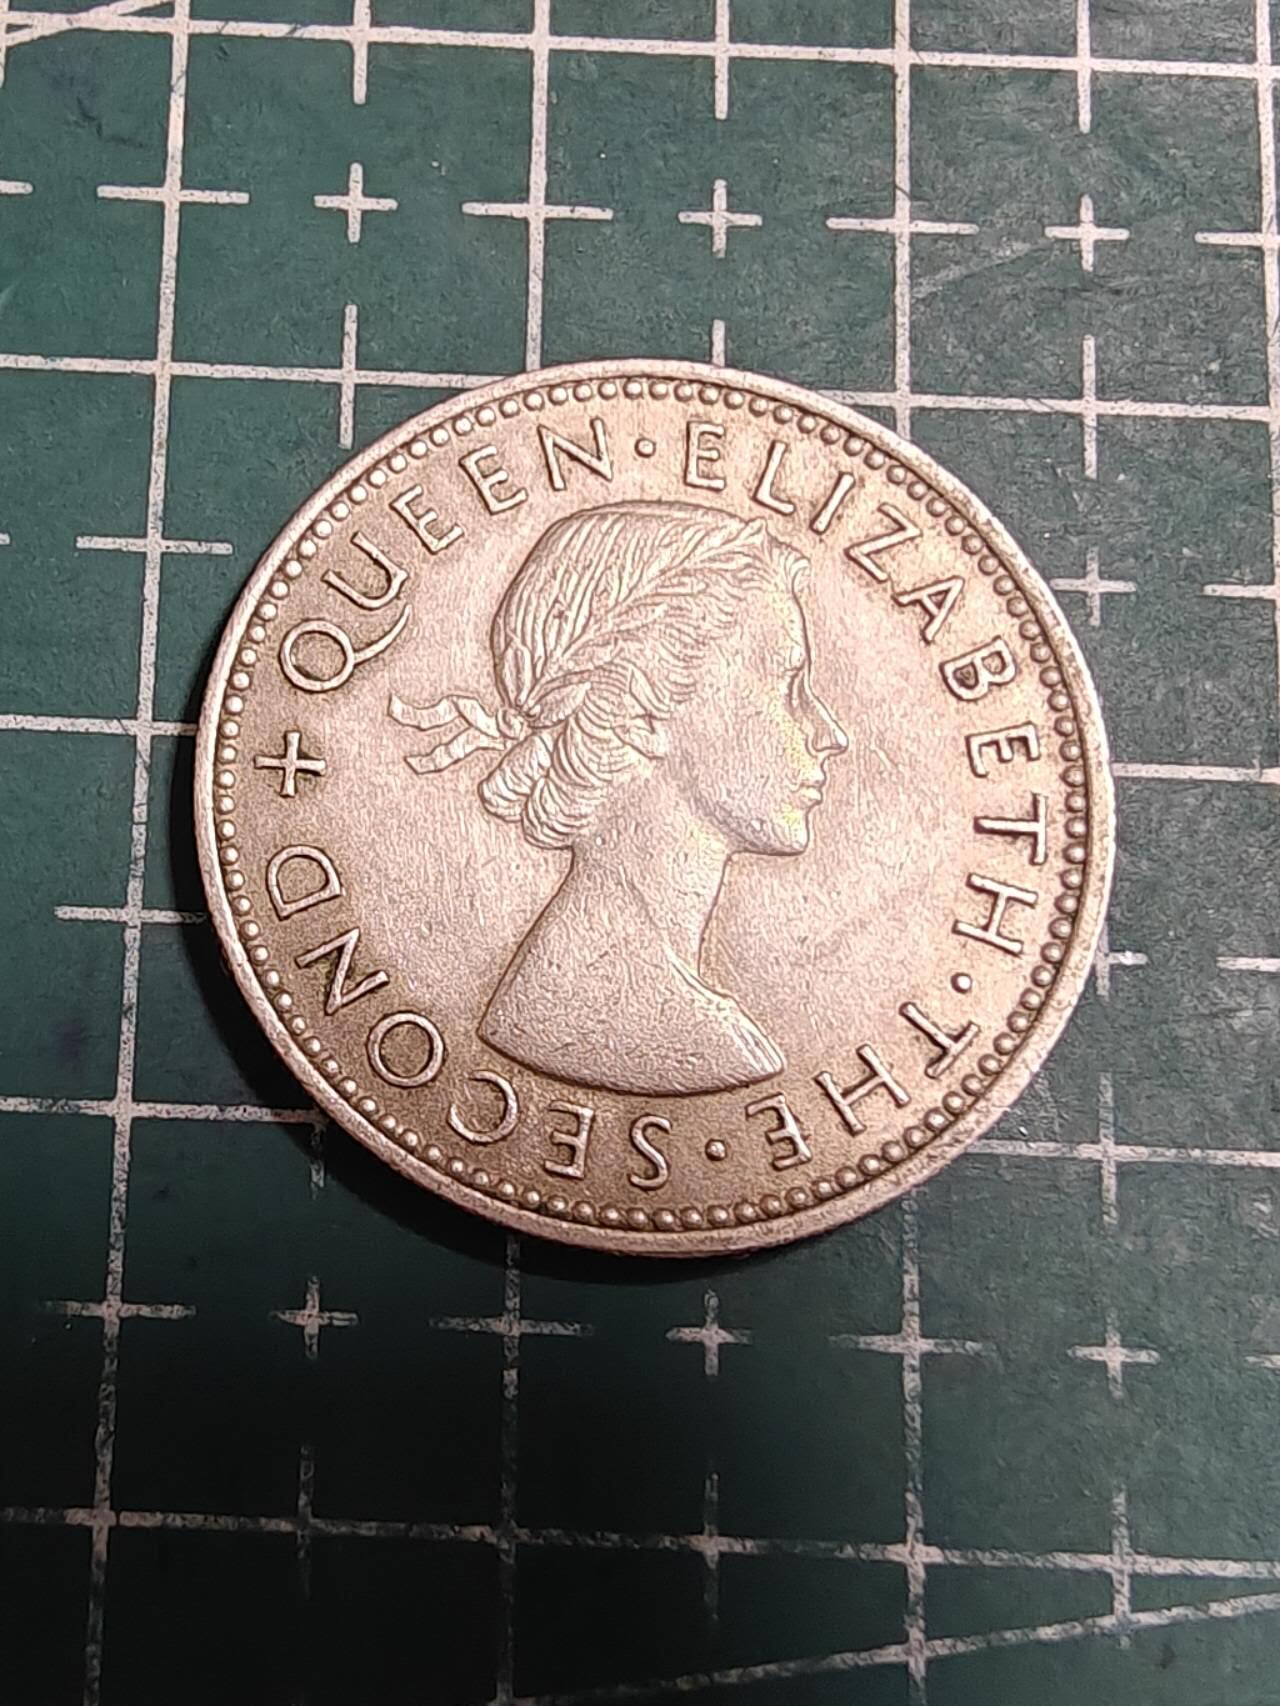 + QUEEN · ELIZABETH · THE · SECOND